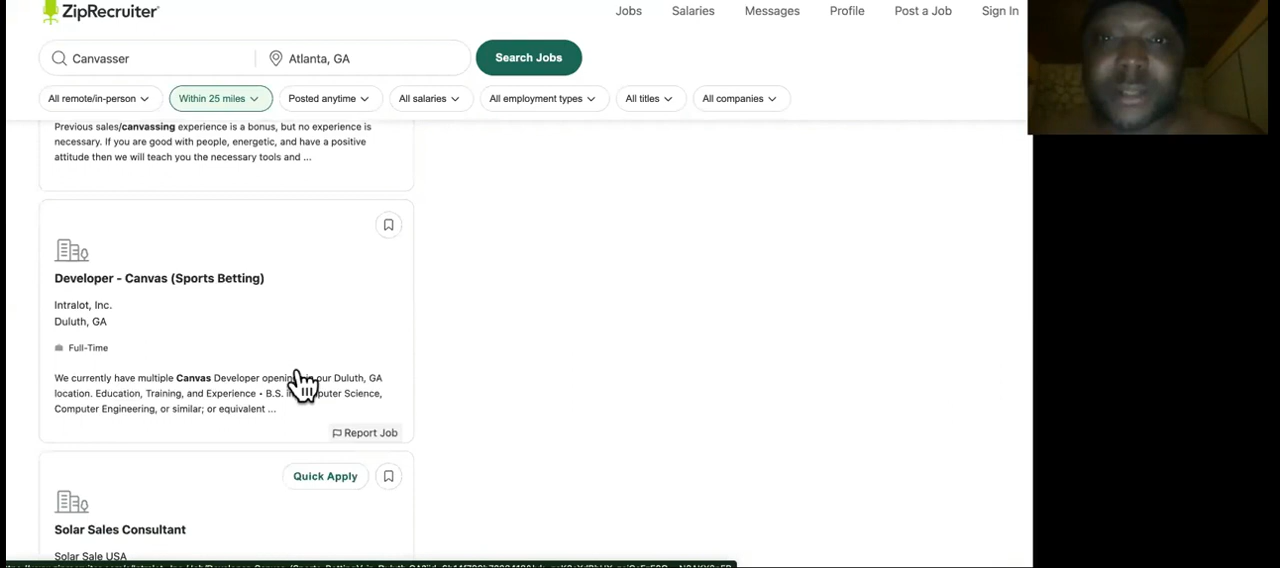 ZipRecruiter
Jobs Salaries Messages Profile Post a Job Sign In
Canvasser Atlanta, GA Search Jobs
All remote/in-person Within 25 miles Posted anytime All salaries All employment types All titles All companies
Previous sales/canvassing experience is a bonus, but no experience is
necessary. If you are good with people, energetic, and have a positive
attitude then we will teach you the necessary tools and ...
Developer - Canvas (Sports Betting)
Intralot, Inc.
Duluth, GA
Full-Time
We currently have multiple Canvas Developer our Duluth, GA
location. Education, Training, and Experience • B.S. Science,
Computer Engineering, or similar; or equivalent ...
Report Job
Quick Apply
Solar Sales Consultant
Solar Sale USA